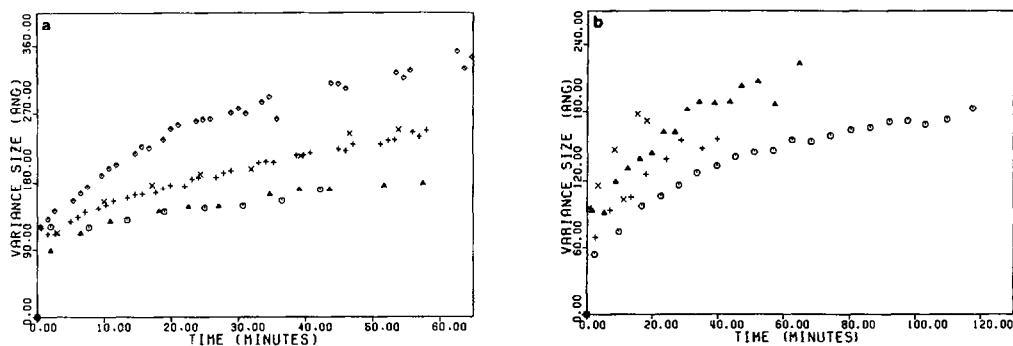 a
VARIANCE SIZE (ANG)
360.00
270.00
180.00
90.00
0.00
0.00 10.00 20.00 30.00 40.00 50.00 60.00
TIME (MINUTES)
b
VARIANCE SIZE (ANG)
240.00
180.00
120.00
60.00
0.00
0.00 20.00 40.00 60.00 80.00 100.00 120.00
TIME (MINUTES)